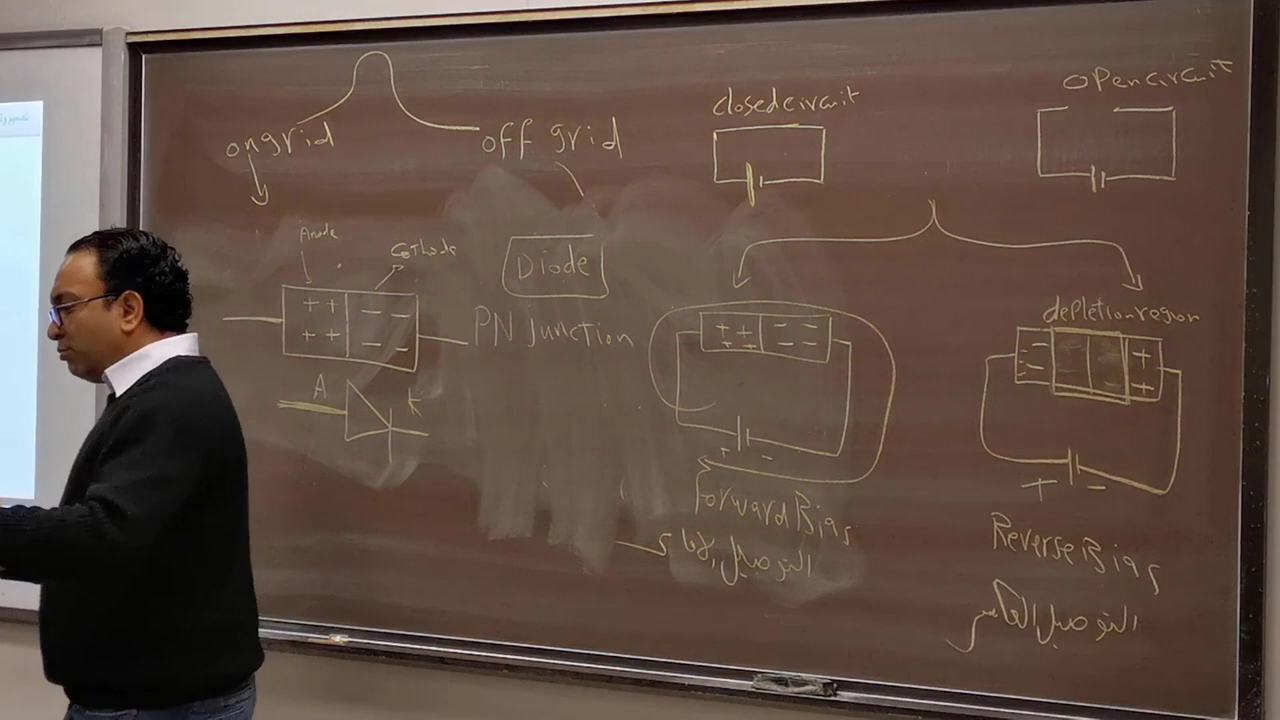 on grid
off grid
closed circuit
open circuit
Anode
Cathode
Diode
PN Junction
+ + - -
+ + - -
A K
+ + - -
+ + - -
+ -
Forward Bias
التوصيل الأمامي
depletion region
- +
- +
+ -
Reverse Bias
التوصيل العكسي